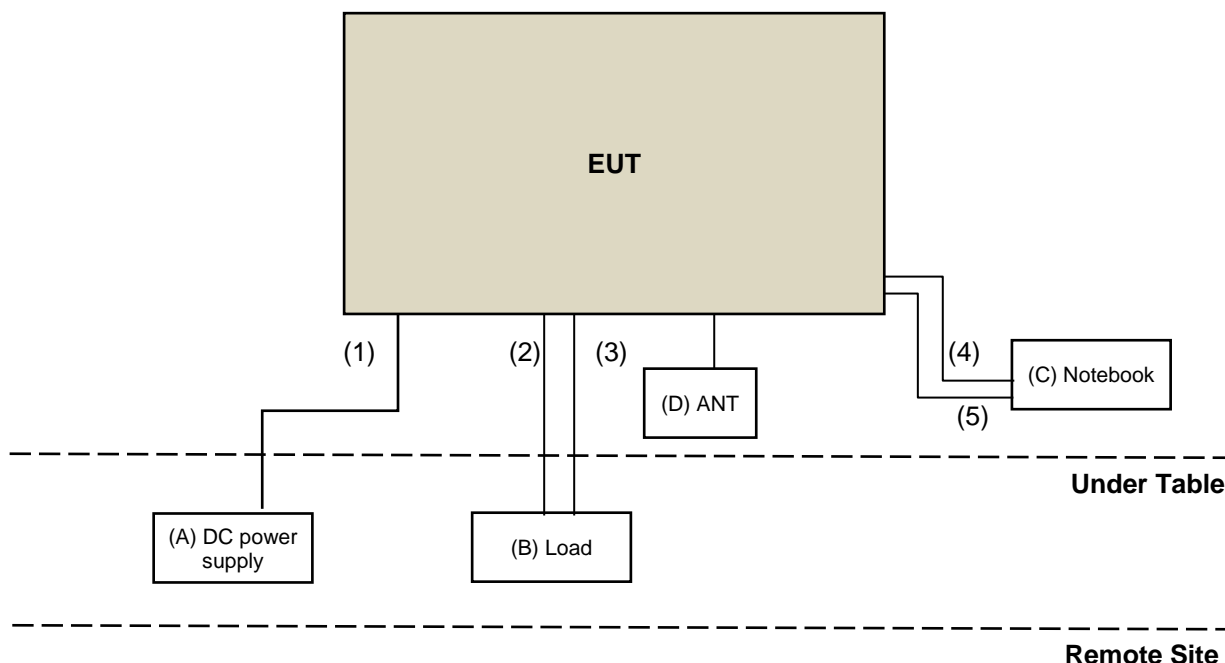 EUT
(1)
(2)
(3)
(4)
(C) Notebook
(D) ANT
(5)
Under Table
(A) DC power
supply
(B) Load
Remote Site